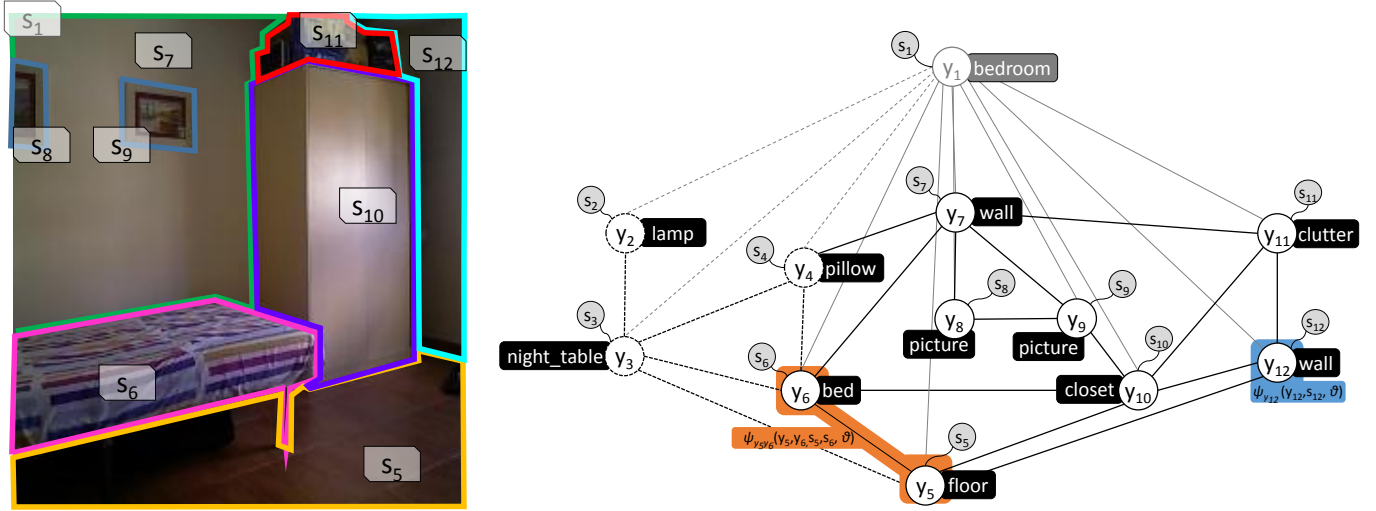 s1
s7
s11
s12
s8
s9
s10
s6
s5
s1
y1 bedroom
s2
y2 lamp
s7
y7 wall
s11
y11 clutter
s4
y4 pillow
s8
y8
picture
s9
y9
picture
s3
night_table y3
s12
y12 wall
ψy12(y12,s12, ϑ)
s10
closet y10
s6
y6 bed
ψy5y6(y5,y6,s5,s6, ϑ)
s5
y5 floor